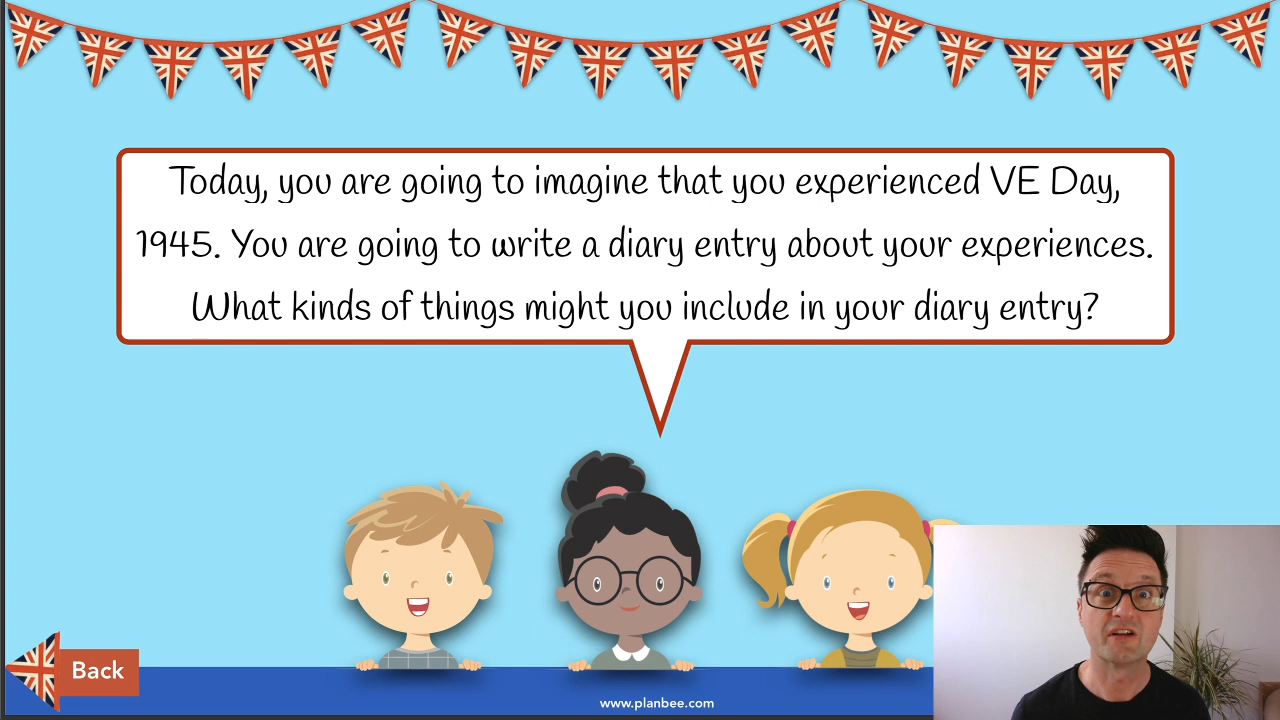 Today, you are going to imagine that you experienced VE Day,
1945. You are going to write a diary entry about your experiences.
What kinds of things might you include in your diary entry?
Back
www.planbee.com